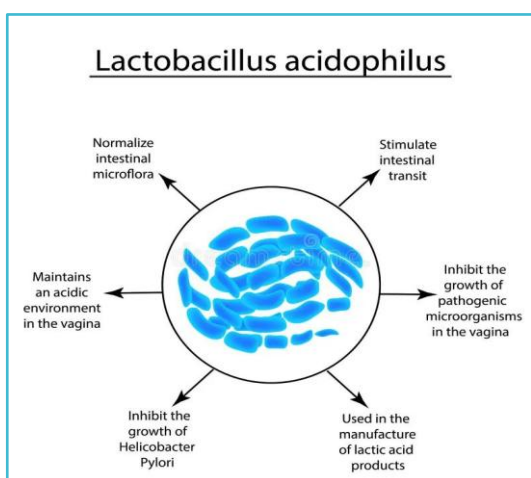 Lactobacillus acidophilus
Normalize
intestinal
microflora
Stimulate
intestinal
transit
Maintains
an acidic
environment
in the vagina
Inhibit the
growth of
pathogenic
microorganisms
in the vagina
Inhibit the
growth of
Helicobacter
Pylori
Used in the
manufacture
of lactic acid
products